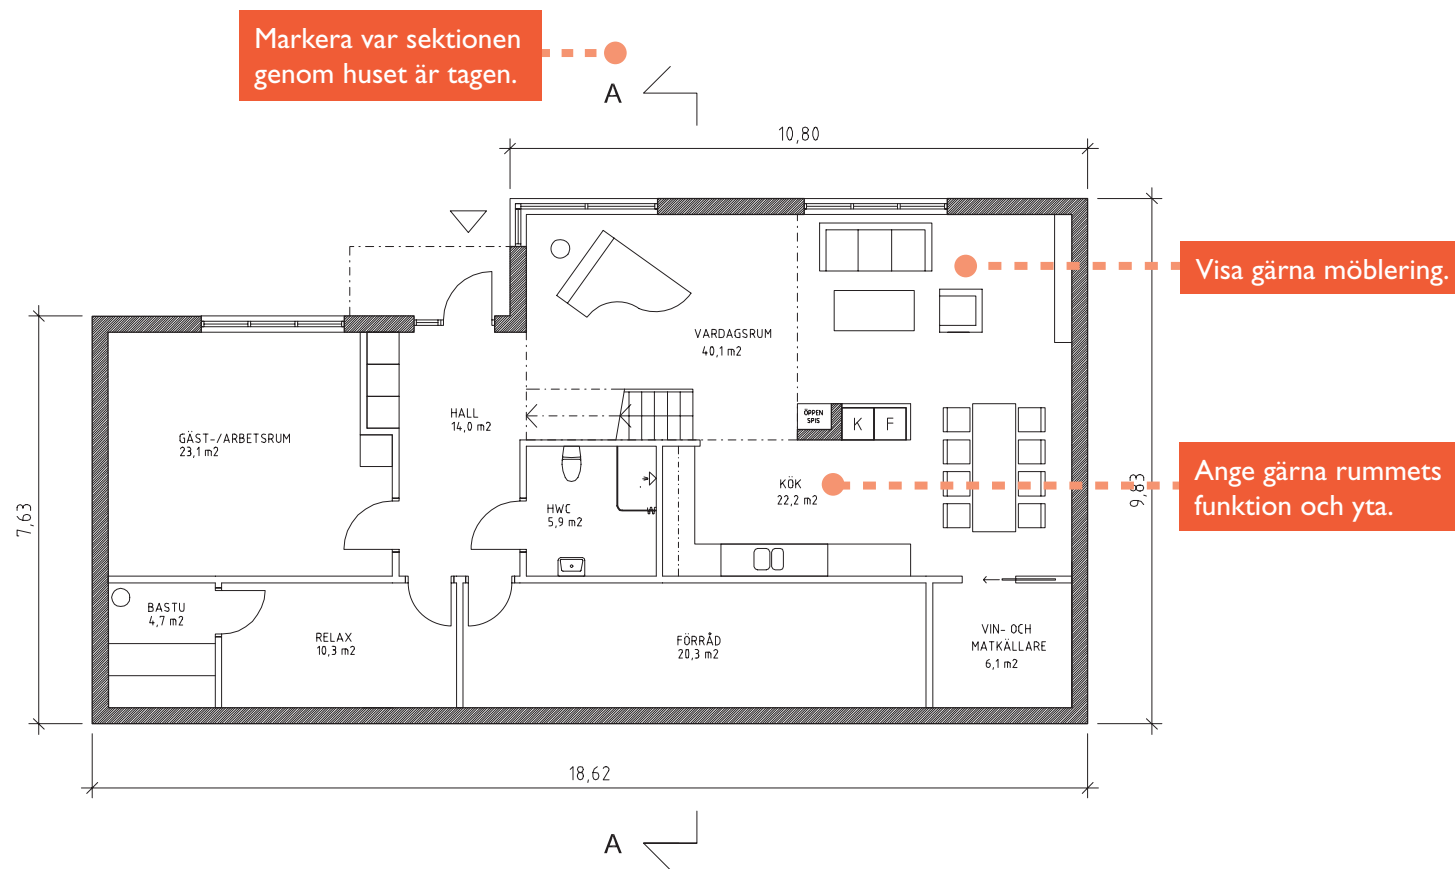 Markera var sektionen
genom huset är tagen.
A
10,80
Visa gärna möblering.
VARDAGSRUM
40,1 m2
ÖPPEN
SPIS
K F
HALL
14,0 m2
GÄST-/ARBETSRUM
23,1 m2
KÖK
22,2 m2
Ange gärna rummets
funktion och yta.
9,83
7,63
HWC
5,9 m2
BASTU
4,7 m2
RELAX
10,3 m2
FÖRRÅD
20,3 m2
VIN- OCH
MATKÄLLARE
6,1 m2
18,62
A